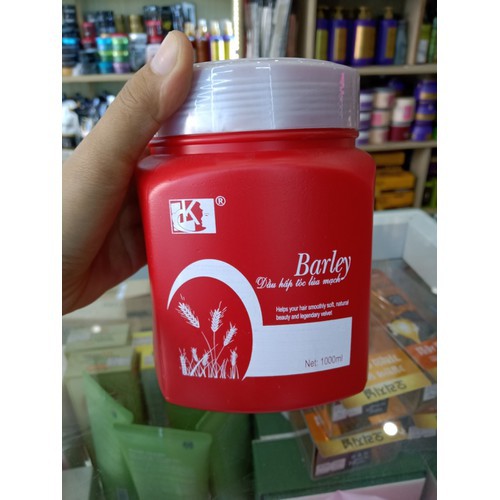 K ®
Barley
Dầu hấp tóc lúa mạch
Helps your hair smoothly soft, natural
beauty and legendary velvet
Net: 1000ml